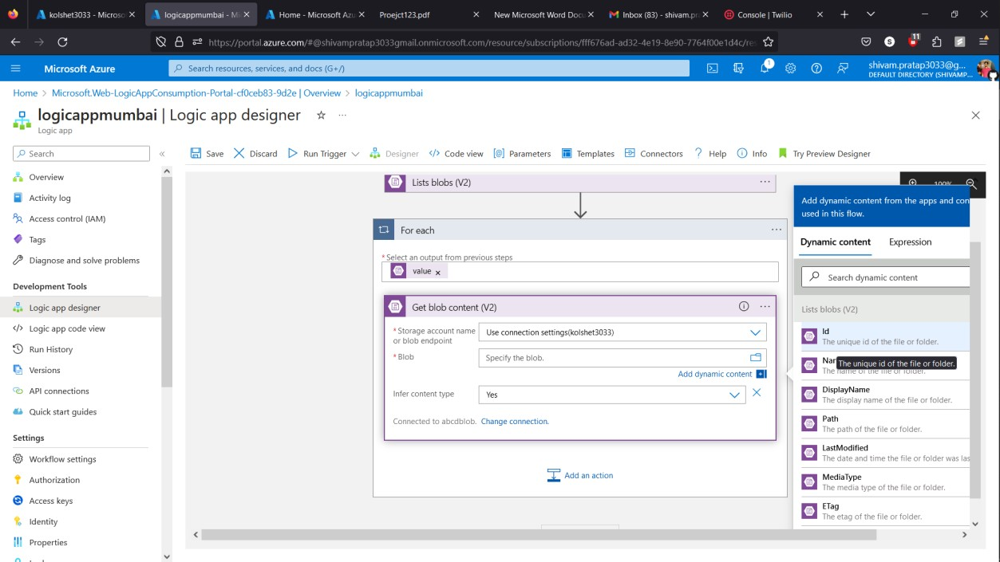 kolshet3033 - Microso
logicappmumbai - Mi
Home - Microsoft Azu
Proejct123.pdf
New Microsoft Word Docu
Inbox (83) - shivam.pr
Console | Twilio
https://portal.azure.com/#@shivampratap3033gmail.onmicrosoft.com/resource/subscriptions/fff676ad-ad32-4e19-8e90-7764f00e1d4c/re
11
Microsoft Azure
Search resources, services, and docs (G+/)
1
shivam.pratap3033@g...
DEFAULT DIRECTORY (SHIVAMP...
Home > Microsoft.Web-LogicAppConsumption-Portal-cf0ceb83-9d2e | Overview > logicappmumbai
logicappmumbai | Logic app designer
Logic app
Search
Save Discard Run Trigger Designer Code view Parameters Templates Connectors Help Info Try Preview Designer
Overview
Activity log
Access control (IAM)
Tags
Diagnose and solve problems
Development Tools
Logic app designer
Logic app code view
Run History
Versions
API connections
Quick start guides
Settings
Workflow settings
Authorization
Access keys
Identity
Properties
Lists blobs (V2)
For each
* Select an output from previous steps
value
Get blob content (V2)
* Storage account name
or blob endpoint
Use connection settings(kolshet3033)
* Blob
Specify the blob.
Add dynamic content
Infer content type
Yes
Connected to abcdblob. Change connection.
Add an action
100%
Add dynamic content from the apps and con
used in this flow.
Dynamic content
Expression
Search dynamic content
Lists blobs (V2)
Id
The unique id of the file or folder.
The unique id of the file or folder.
The name of the file or folder.
DisplayName
The display name of the file or folder.
Path
The path of the file or folder.
LastModified
The date and time the file or folder was las
MediaType
The media type of the file or folder.
ETag
The etag of the file or folder.